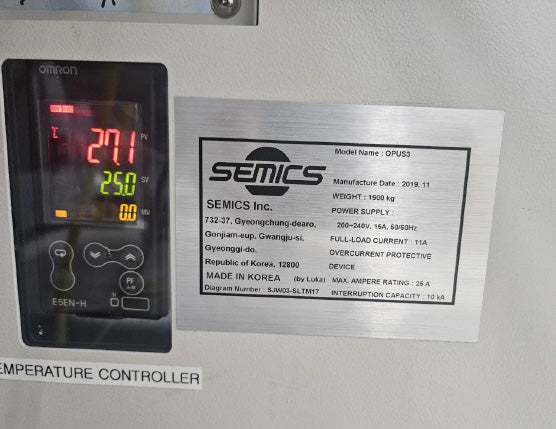 OMRON
°C 27.1 PV
25.0 SV
0.0 MV
PF
A/M
E5EN-H
EMPERATURE CONTROLLER
SEMICS
SEMICS Inc.
732-37, Gyeongchung-dearo,
Gonjiam-eup, Gwangju-si,
Gyeonggi-do,
Republic of Korea, 12800
MADE IN KOREA (by Luka)
Diagram Number : SJW03-SLTM17
Model Name : OPUS3
Manufacture Date : 2019. 11
WEIGHT : 1500 kg
POWER SUPPLY :
200~240V, 15A, 50/60Hz
FULL-LOAD CURRENT : 11A
OVERCURRENT PROTECTIVE
DEVICE
MAX. AMPERE RATING : 25 A
INTERRUPTION CAPACITY : 10 kA